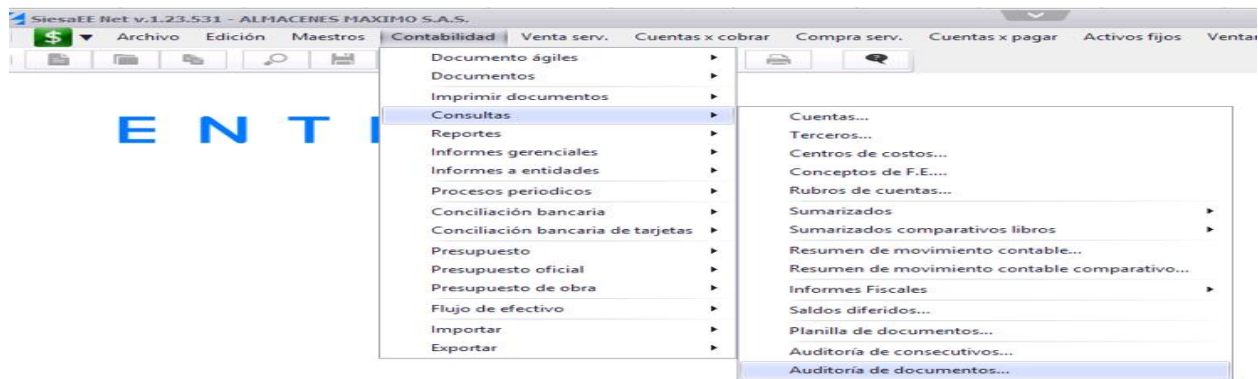 SiesaEE Net v.1.23.531 - ALMACENES MAXIMO S.A.S.
$ Archivo Edición Maestros Contabilidad Venta serv. Cuentas x cobrar Compra serv. Cuentas x pagar Activos fijos Ventan
E N T I
Documento ágiles
Documentos
Imprimir documentos
Consultas
Reportes
Informes gerenciales
Informes a entidades
Procesos periodicos
Conciliación bancaria
Conciliación bancaria de tarjetas
Presupuesto
Presupuesto oficial
Presupuesto de obra
Flujo de efectivo
Importar
Exportar
Cuentas...
Terceros...
Centros de costos...
Conceptos de F.E....
Rubros de cuentas...
Sumarizados
Sumarizados comparativos libros
Resumen de movimiento contable...
Resumen de movimiento contable comparativo...
Informes Fiscales
Saldos diferidos...
Planilla de documentos...
Auditoría de consecutivos...
Auditoría de documentos...